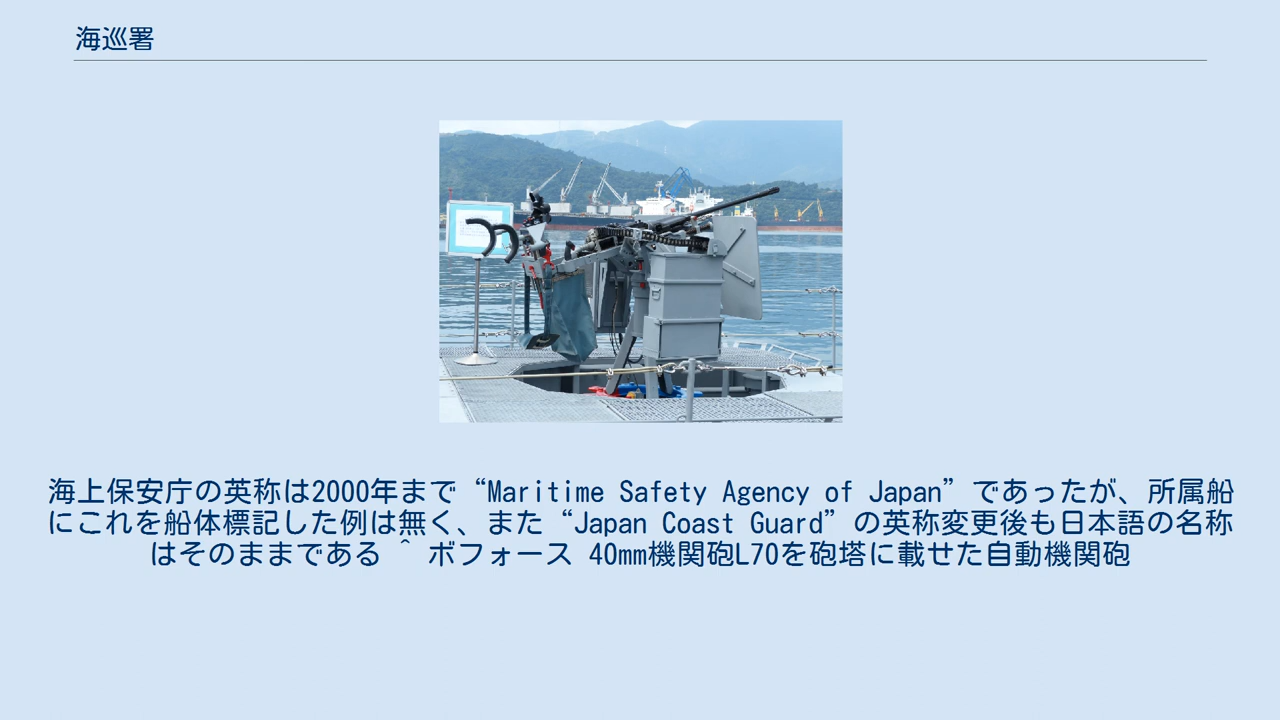 海巡署
海上保安庁の英称は2000年まで“Maritime Safety Agency of Japan”であったが、所属船
にこれを船体標記した例は無く、また“Japan Coast Guard”の英称変更後も日本語の名称
はそのままである ^ ボフォース 40mm機関砲L70を砲塔に載せた自動機関砲